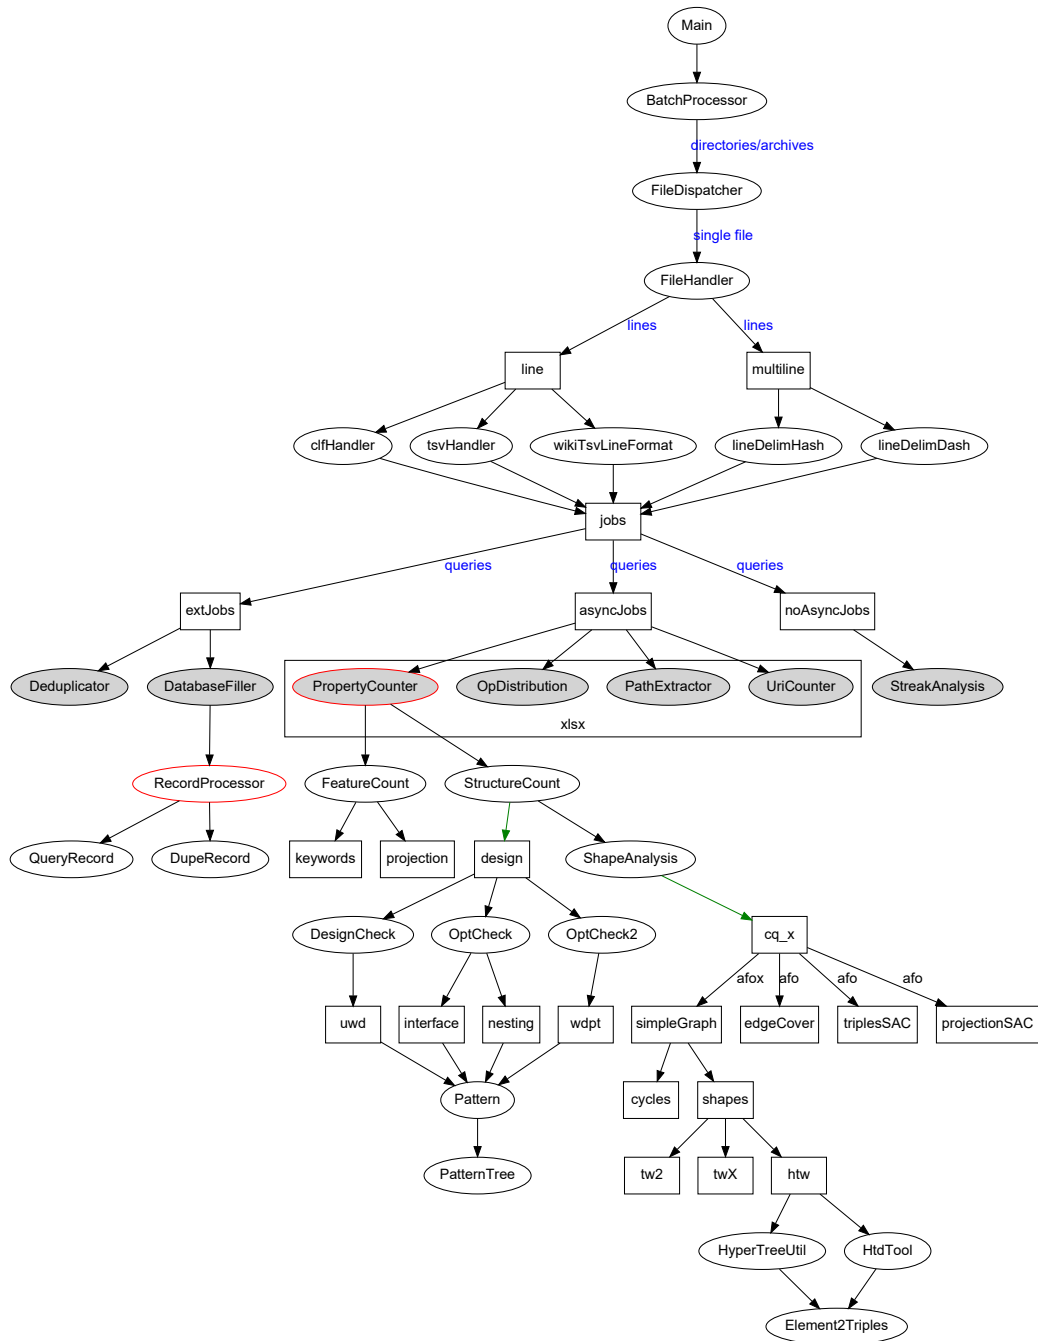 Main
BatchProcessor
directories/archives
FileDispatcher
single file
FileHandler
lines
lines
line
multiline
clfHandler
tsvHandler
wikiTsvLineFormat
lineDelimHash
lineDelimDash
jobs
queries
queries
queries
extJobs
asyncJobs
noAsyncJobs
Deduplicator
DatabaseFiller
PropertyCounter
OpDistribution
PathExtractor
UriCounter
StreakAnalysis
xlsx
RecordProcessor
FeatureCount
StructureCount
QueryRecord
DupeRecord
keywords
projection
design
ShapeAnalysis
DesignCheck
OptCheck
OptCheck2
cq_x
afox
afo
afo
afo
uwd
interface
nesting
wdpt
simpleGraph
edgeCover
triplesSAC
projectionSAC
Pattern
cycles
shapes
PatternTree
tw2
twX
htw
HyperTreeUtil
HtdTool
Element2Triples